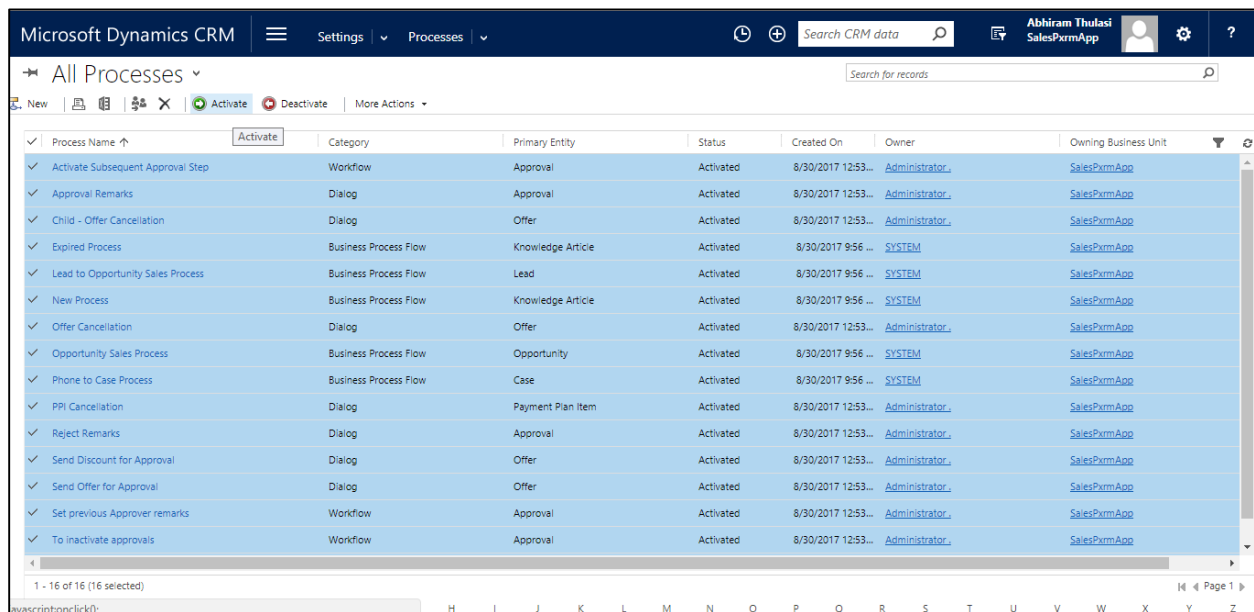 Microsoft Dynamics CRM Settings Processes Search CRM data Abhiram Thulasi SalesPxrmApp ?
All Processes Search for records
New Activate Deactivate More Actions
Activate
Process Name Category Primary Entity Status Created On Owner Owning Business Unit
Activate Subsequent Approval Step Workflow Approval Activated 8/30/2017 12:53... Administrator . SalesPxrmApp
Approval Remarks Dialog Approval Activated 8/30/2017 12:53... Administrator . SalesPxrmApp
Child - Offer Cancellation Dialog Offer Activated 8/30/2017 12:53... Administrator . SalesPxrmApp
Expired Process Business Process Flow Knowledge Article Activated 8/30/2017 9:56 ... SYSTEM SalesPxrmApp
Lead to Opportunity Sales Process Business Process Flow Lead Activated 8/30/2017 9:56 ... SYSTEM SalesPxrmApp
New Process Business Process Flow Knowledge Article Activated 8/30/2017 9:56 ... SYSTEM SalesPxrmApp
Offer Cancellation Dialog Offer Activated 8/30/2017 12:53... Administrator . SalesPxrmApp
Opportunity Sales Process Business Process Flow Opportunity Activated 8/30/2017 9:56 ... SYSTEM SalesPxrmApp
Phone to Case Process Business Process Flow Case Activated 8/30/2017 9:56 ... SYSTEM SalesPxrmApp
PPI Cancellation Dialog Payment Plan Item Activated 8/30/2017 12:53... Administrator . SalesPxrmApp
Reject Remarks Dialog Approval Activated 8/30/2017 12:53... Administrator . SalesPxrmApp
Send Discount for Approval Dialog Offer Activated 8/30/2017 12:53... Administrator . SalesPxrmApp
Send Offer for Approval Dialog Offer Activated 8/30/2017 12:53... Administrator . SalesPxrmApp
Set previous Approver remarks Workflow Approval Activated 8/30/2017 12:53... Administrator . SalesPxrmApp
To inactivate approvals Workflow Approval Activated 8/30/2017 12:53... Administrator . SalesPxrmApp
1 - 16 of 16 (16 selected) Page 1
avascript:onclick(); H I J K L M N O P Q R S T U V W X Y Z